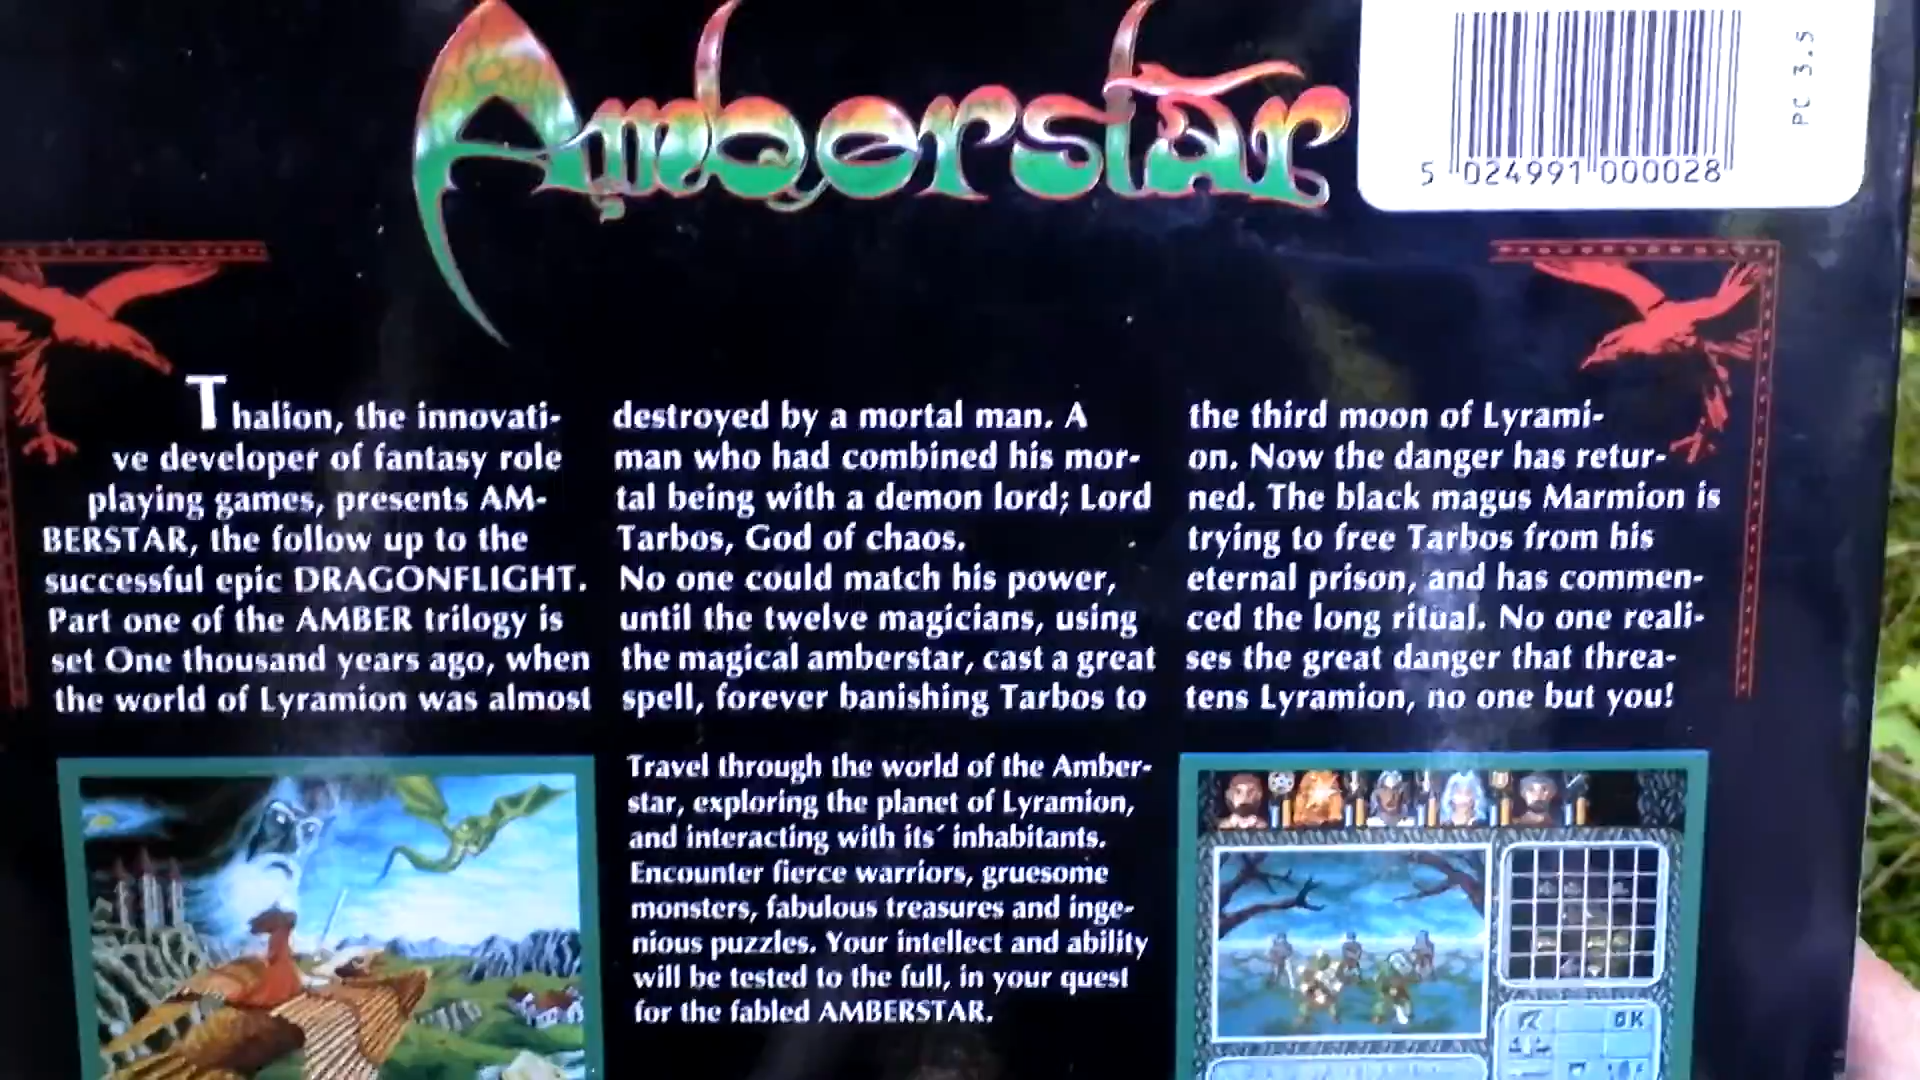 Amberstar
PC 3.5
5 024991 000028
Thalion, the innovati-
ve developer of fantasy role
playing games, presents AM-
BERSTAR, the follow up to the
successful epic DRAGONFLIGHT.
Part one of the AMBER trilogy is
set One thousand years ago, when
the world of Lyramion was almost
destroyed by a mortal man. A
man who had combined his mor-
tal being with a demon lord; Lord
Tarbos, God of chaos.
No one could match his power,
until the twelve magicians, using
the magical amberstar, cast a great
spell, forever banishing Tarbos to
the third moon of Lyrami-
on. Now the danger has retur-
ned. The black magus Marmion is
trying to free Tarbos from his
eternal prison, and has commen-
ced the long ritual. No one reali-
ses the great danger that threa-
tens Lyramion, no one but you!
Travel through the world of the Amber-
star, exploring the planet of Lyramion,
and interacting with its´ inhabitants.
Encounter fierce warriors, gruesome
monsters, fabulous treasures and inge-
nious puzzles. Your intellect and ability
will be tested to the full, in your quest
for the fabled AMBERSTAR.
OK